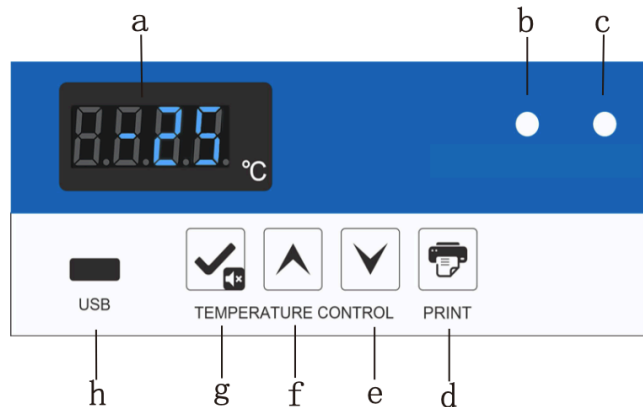 a b c
-25
℃
USB
TEMPERATURE CONTROL PRINT
h g f e d